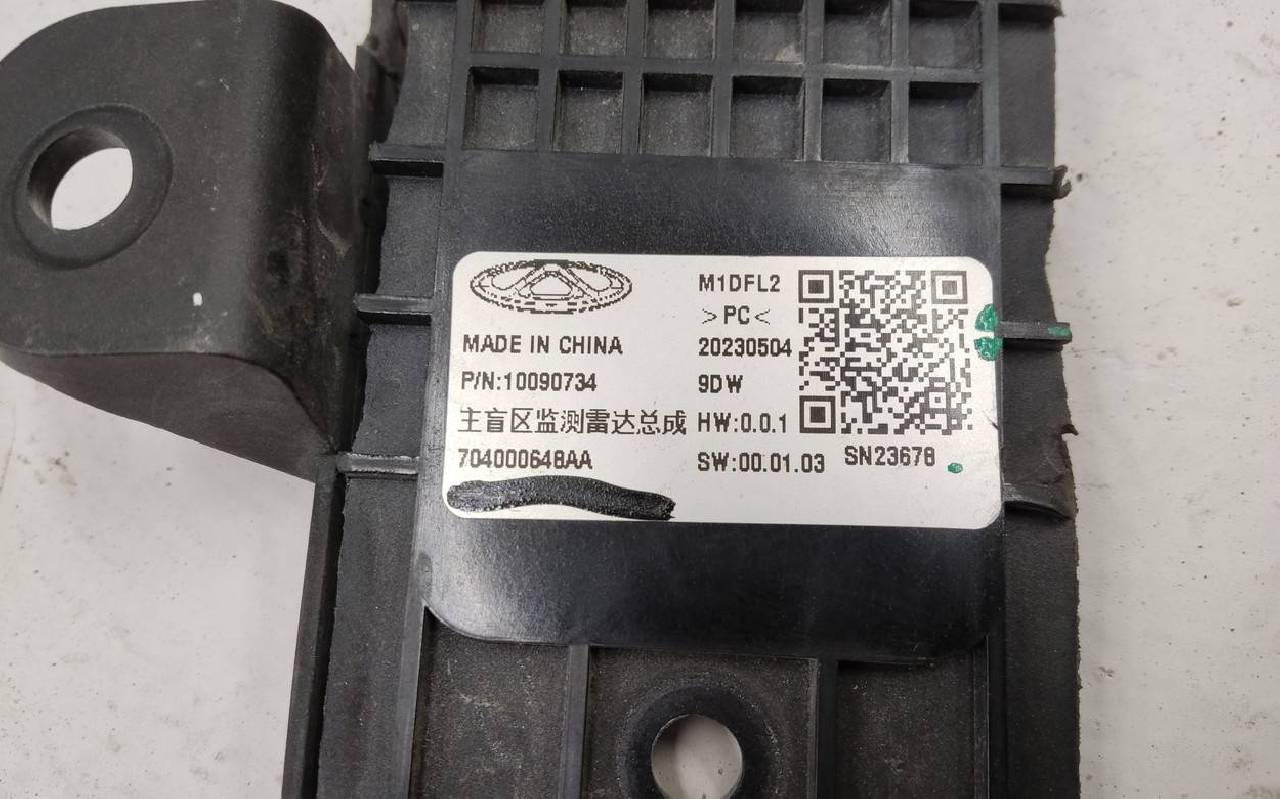 MADE IN CHINA
P/N:10090734
主盲区监测雷达总成
704000648AA
M1DFL2
>PC<
20230504
9DW
HW:0.0.1
SW:00.01.03
SN23678